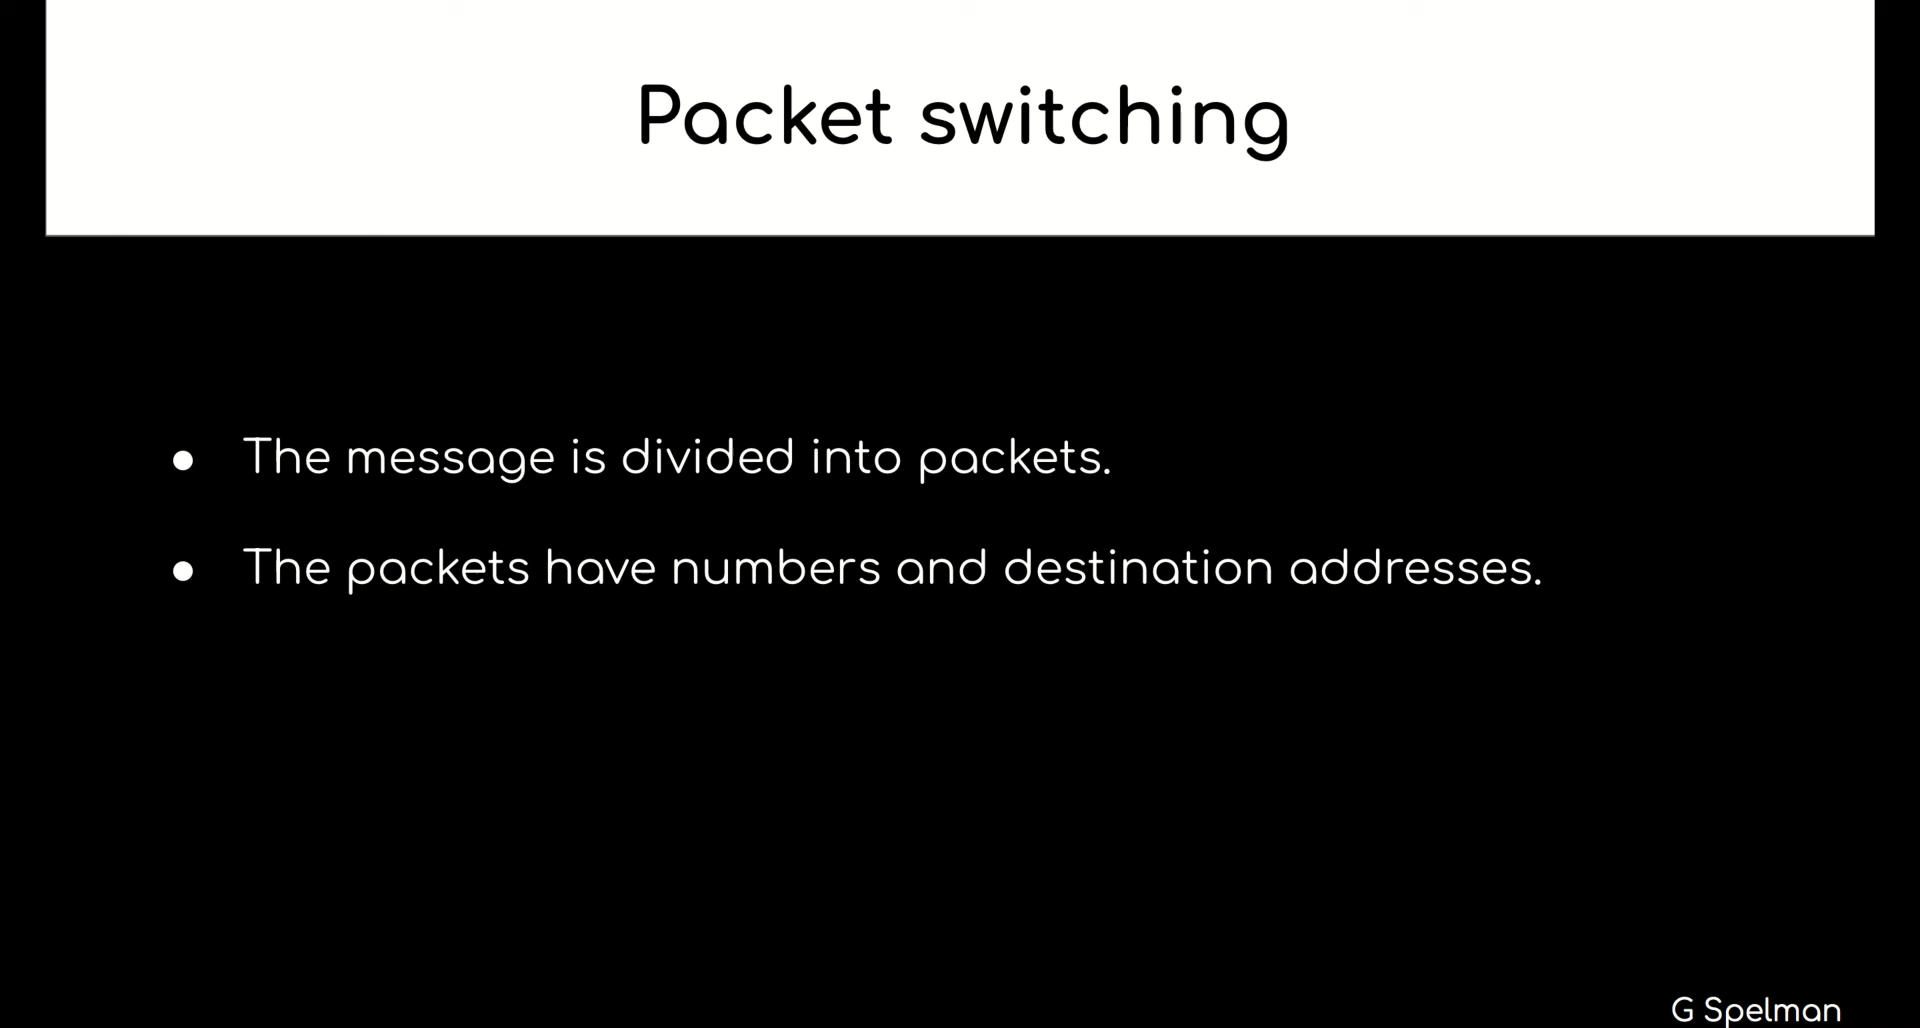 Packet switching
● The message is divided into packets.
● The packets have numbers and destination addresses.
G Spelman